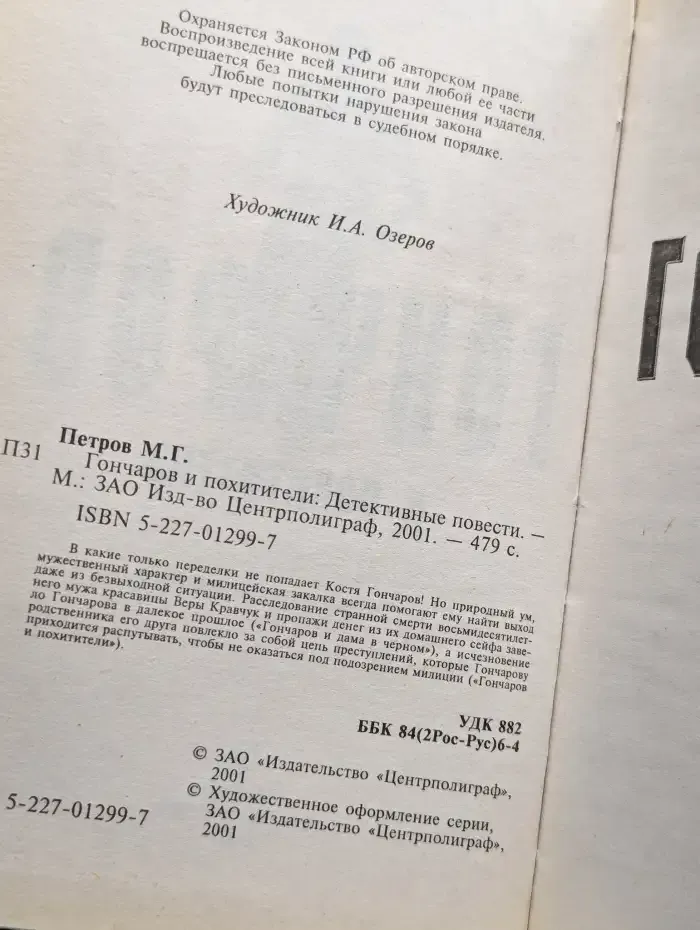 Охраняется Законом РФ об авторском праве.
Воспроизведение всей книги или любой ее части
воспрещается без письменного разрешения издателя.
Любые попытки нарушения закона
будут преследоваться в судебном порядке.
Художник И.А. Озеров
Петров М.Г.
П31 Гончаров и похитители: Детективные повести. —
М.: ЗАО Изд-во Центрполиграф, 2001. — 479 с.
ISBN 5-227-01299-7
В какие только переделки не попадает Костя Гончаров! Но природный ум,
мужественный характер и милицейская закалка всегда помогают ему найти выход
даже из безвыходной ситуации. Расследование странной смерти восьмидесятилет-
него мужа красавицы Веры Кравчук и пропажи денег из их домашнего сейфа заве-
ло Гончарова в далекое прошлое («Гончаров и дама в черном»), а исчезновение
родственника его друга повлекло за собой цепь преступлений, которые Гончарову
приходится распутывать, чтобы не оказаться под подозрением милиции («Гончаров
и похитители»).
УДК 882
ББК 84(2Рос-Рус)6-4
© ЗАО «Издательство «Центрполиграф»,
2001
© Художественное оформление серии,
ЗАО «Издательство «Центрполиграф»,
2001
5-227-01299-7